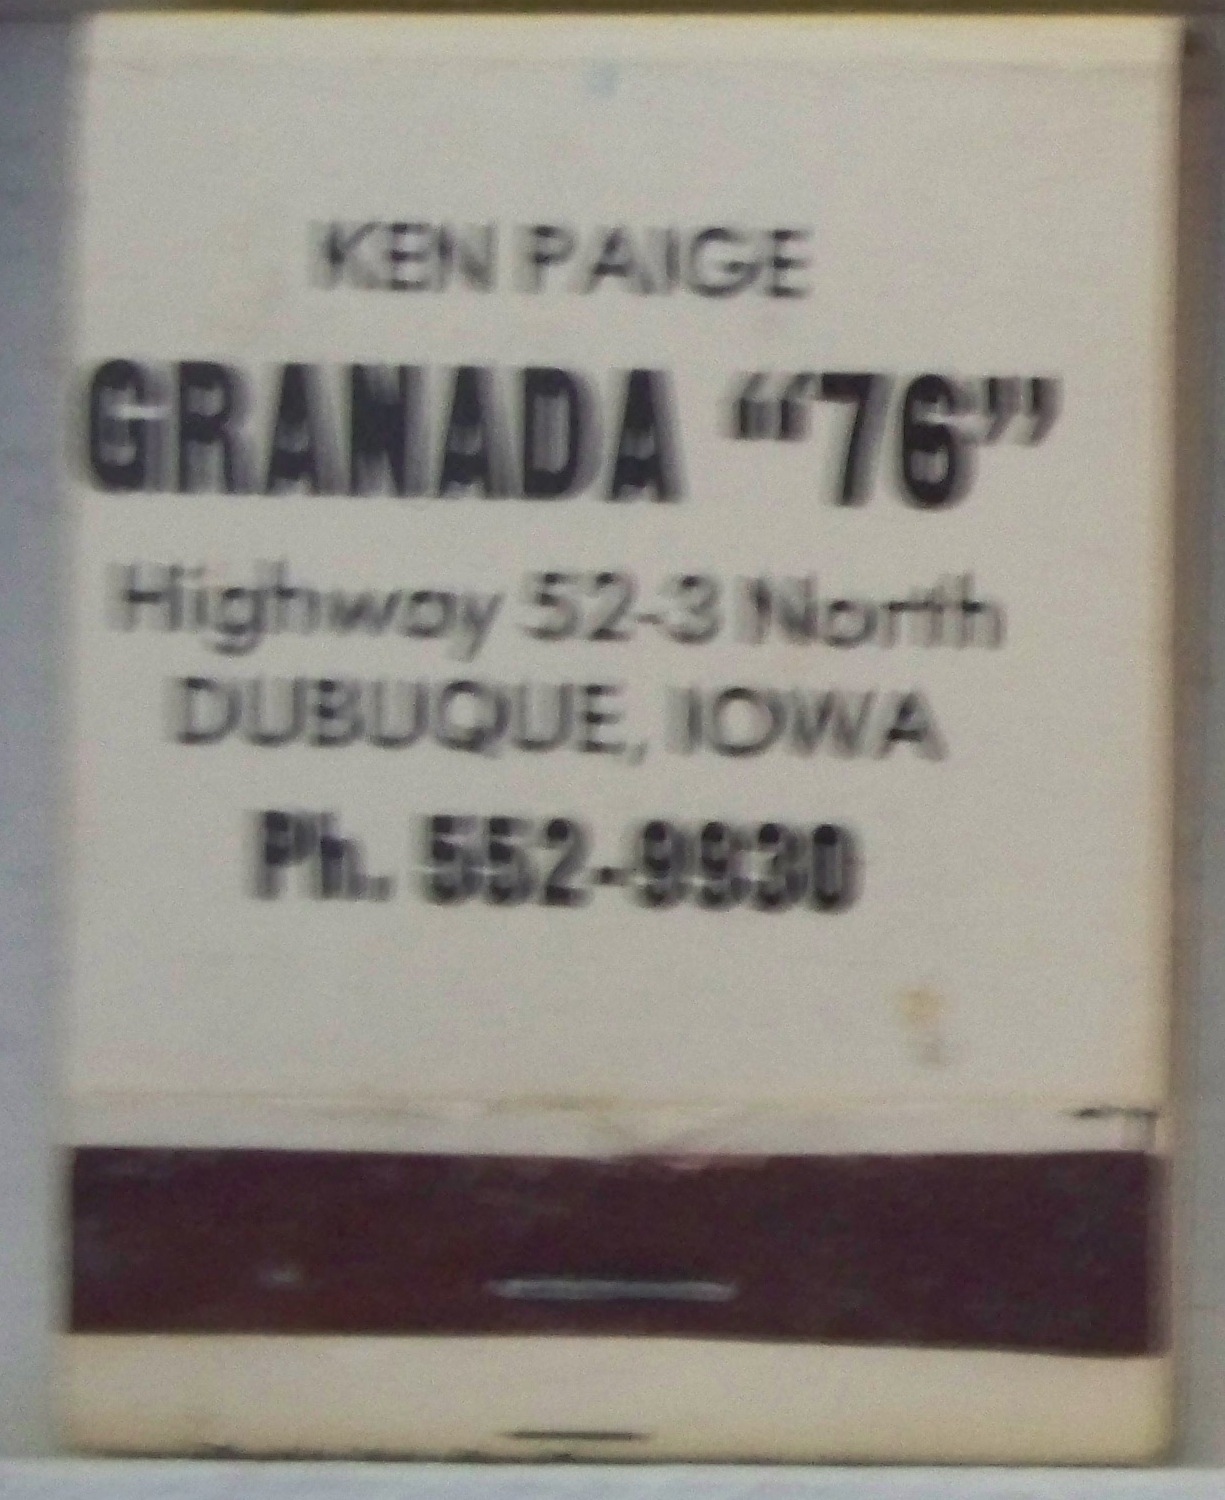 KEN PAIGE
GRANADA “76”
Highway 52-3 North
DUBUQUE, IOWA
Ph. 552-9930